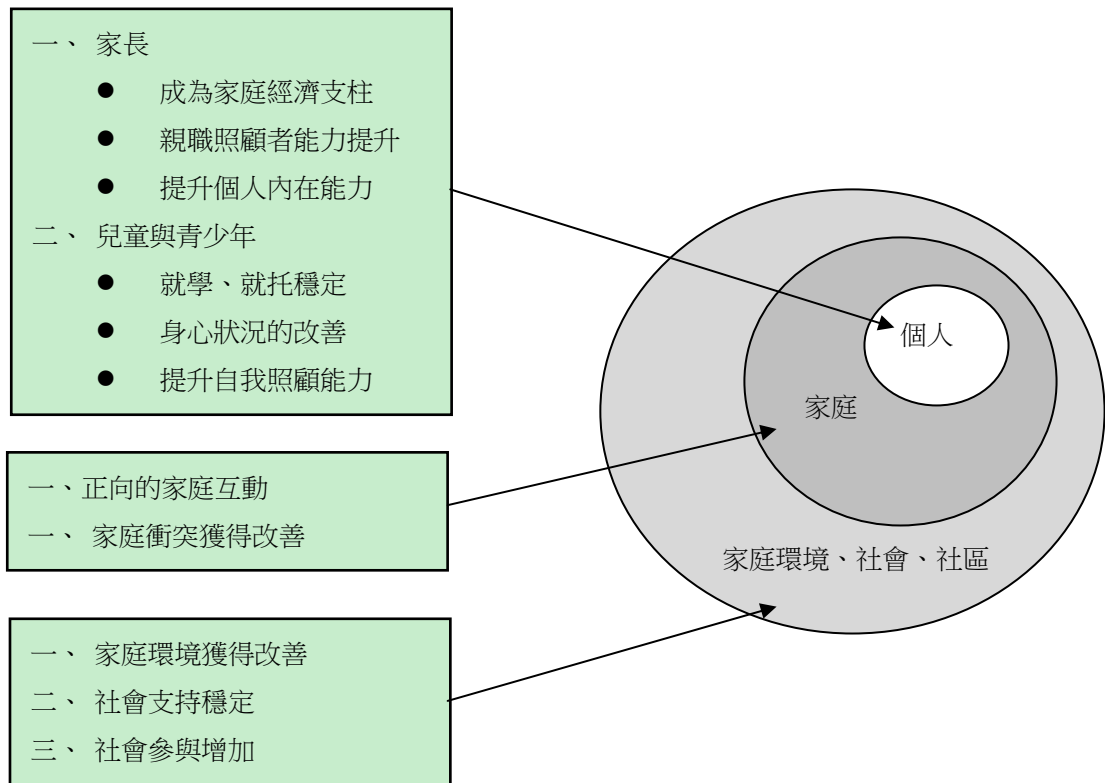 一、 家長
● 成為家庭經濟支柱
● 親職照顧者能力提升
● 提升個人內在能力
二、 兒童與青少年
● 就學、就托穩定
● 身心狀況的改善
● 提升自我照顧能力
一、正向的家庭互動
一、 家庭衝突獲得改善
一、 家庭環境獲得改善
二、 社會支持穩定
三、 社會參與增加
個人
家庭
家庭環境、社會、社區